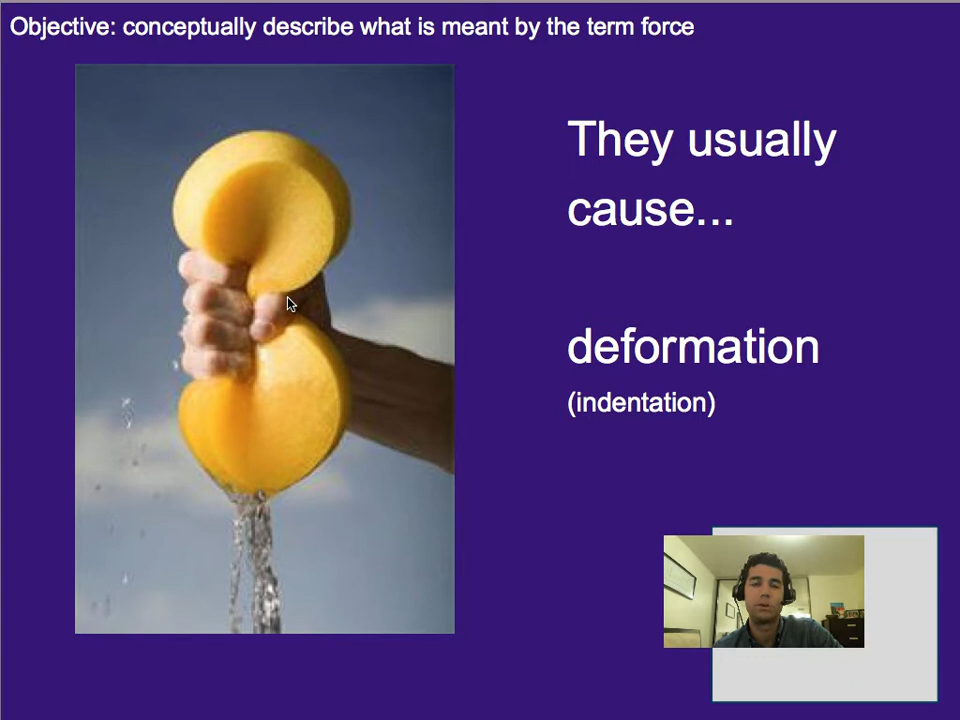 Objective: conceptually describe what is meant by the term force
They usually
cause...
deformation
(indentation)